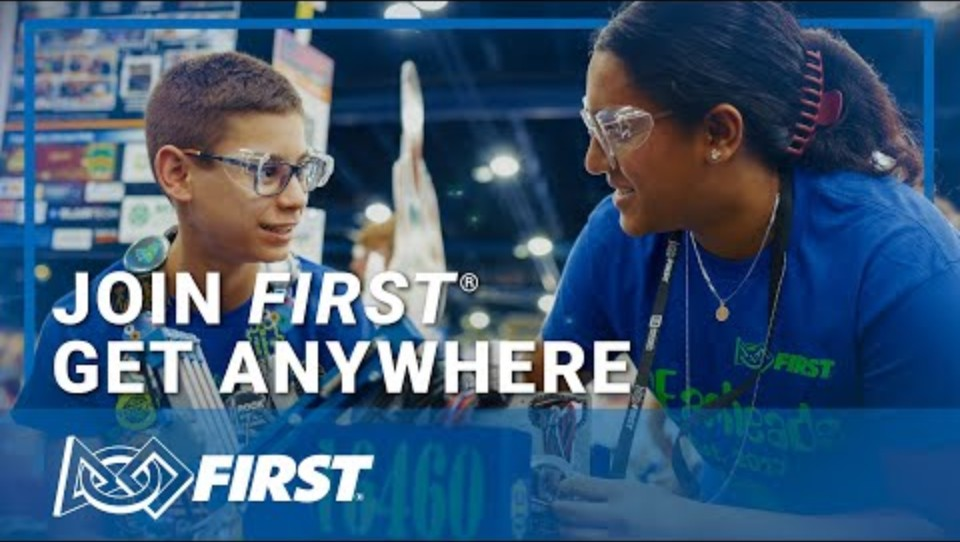 JOIN FIRST®
GET ANYWHERE
FIRST
FIRST
16460